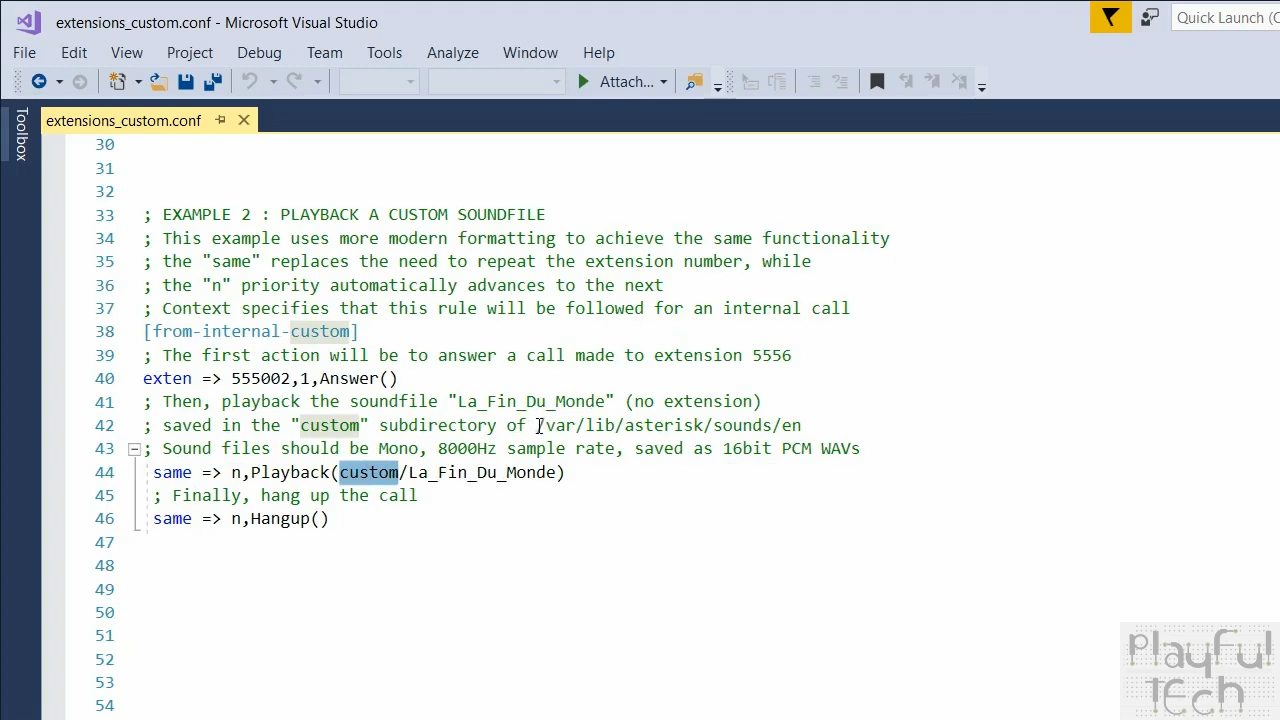 extensions_custom.conf - Microsoft Visual Studio
Quick Launch (C
File Edit View Project Debug Team Tools Analyze Window Help
Attach...
Toolbox
extensions_custom.conf
30
31
32
33 ; EXAMPLE 2 : PLAYBACK A CUSTOM SOUNDFILE
34 ; This example uses more modern formatting to achieve the same functionality
35 ; the "same" replaces the need to repeat the extension number, while
36 ; the "n" priority automatically advances to the next
37 ; Context specifies that this rule will be followed for an internal call
38 [from-internal-custom]
39 ; The first action will be to answer a call made to extension 5556
40 exten => 555002,1,Answer()
41 ; Then, playback the soundfile "La_Fin_Du_Monde" (no extension)
42 ; saved in the "custom" subdirectory of /var/lib/asterisk/sounds/en
43 ; Sound files should be Mono, 8000Hz sample rate, saved as 16bit PCM WAVs
44 same => n,Playback(custom/La_Fin_Du_Monde)
45 ; Finally, hang up the call
46 same => n,Hangup()
47
48
49
50
51
52
53
54
playful
tEch